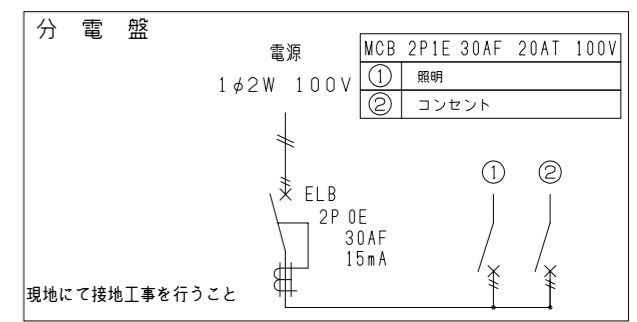 分電盤
電源
1φ2W 100V
MCB 2P1E 30AF 20AT 100V
① 照明
② コンセント
① ②
ELB
2P 0E
30AF
15mA
現地にて接地工事を行うこと